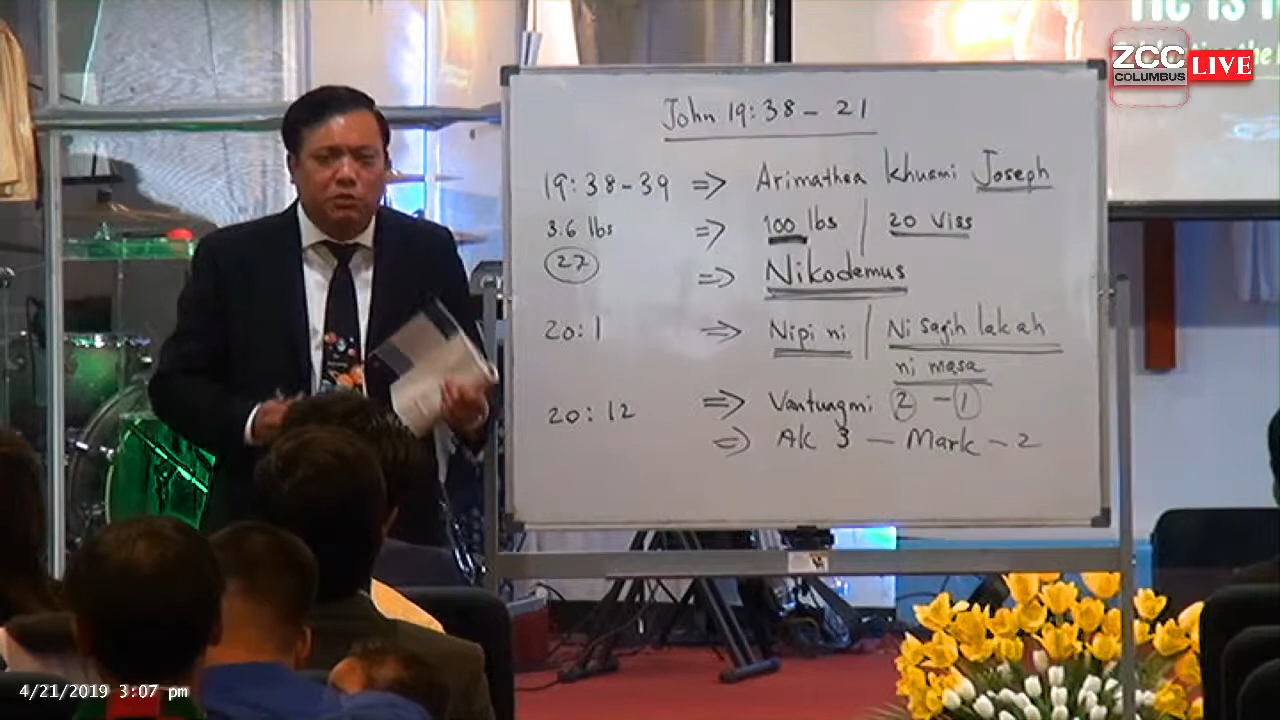 He is
ZCC
COLUMBUS
LIVE
John 19:38 - 21
19:38-39 => Arimathea khuami Joseph
3.6 lbs => 100 lbs / 20 Viss
27 => Nikodemus
20:1 => Nipi ni / Ni sagih lakah
ni masa
20:12 => Vantungmi 2 - 1
=> AK 3 - Mark - 2
4/21/2019 3:07 pm